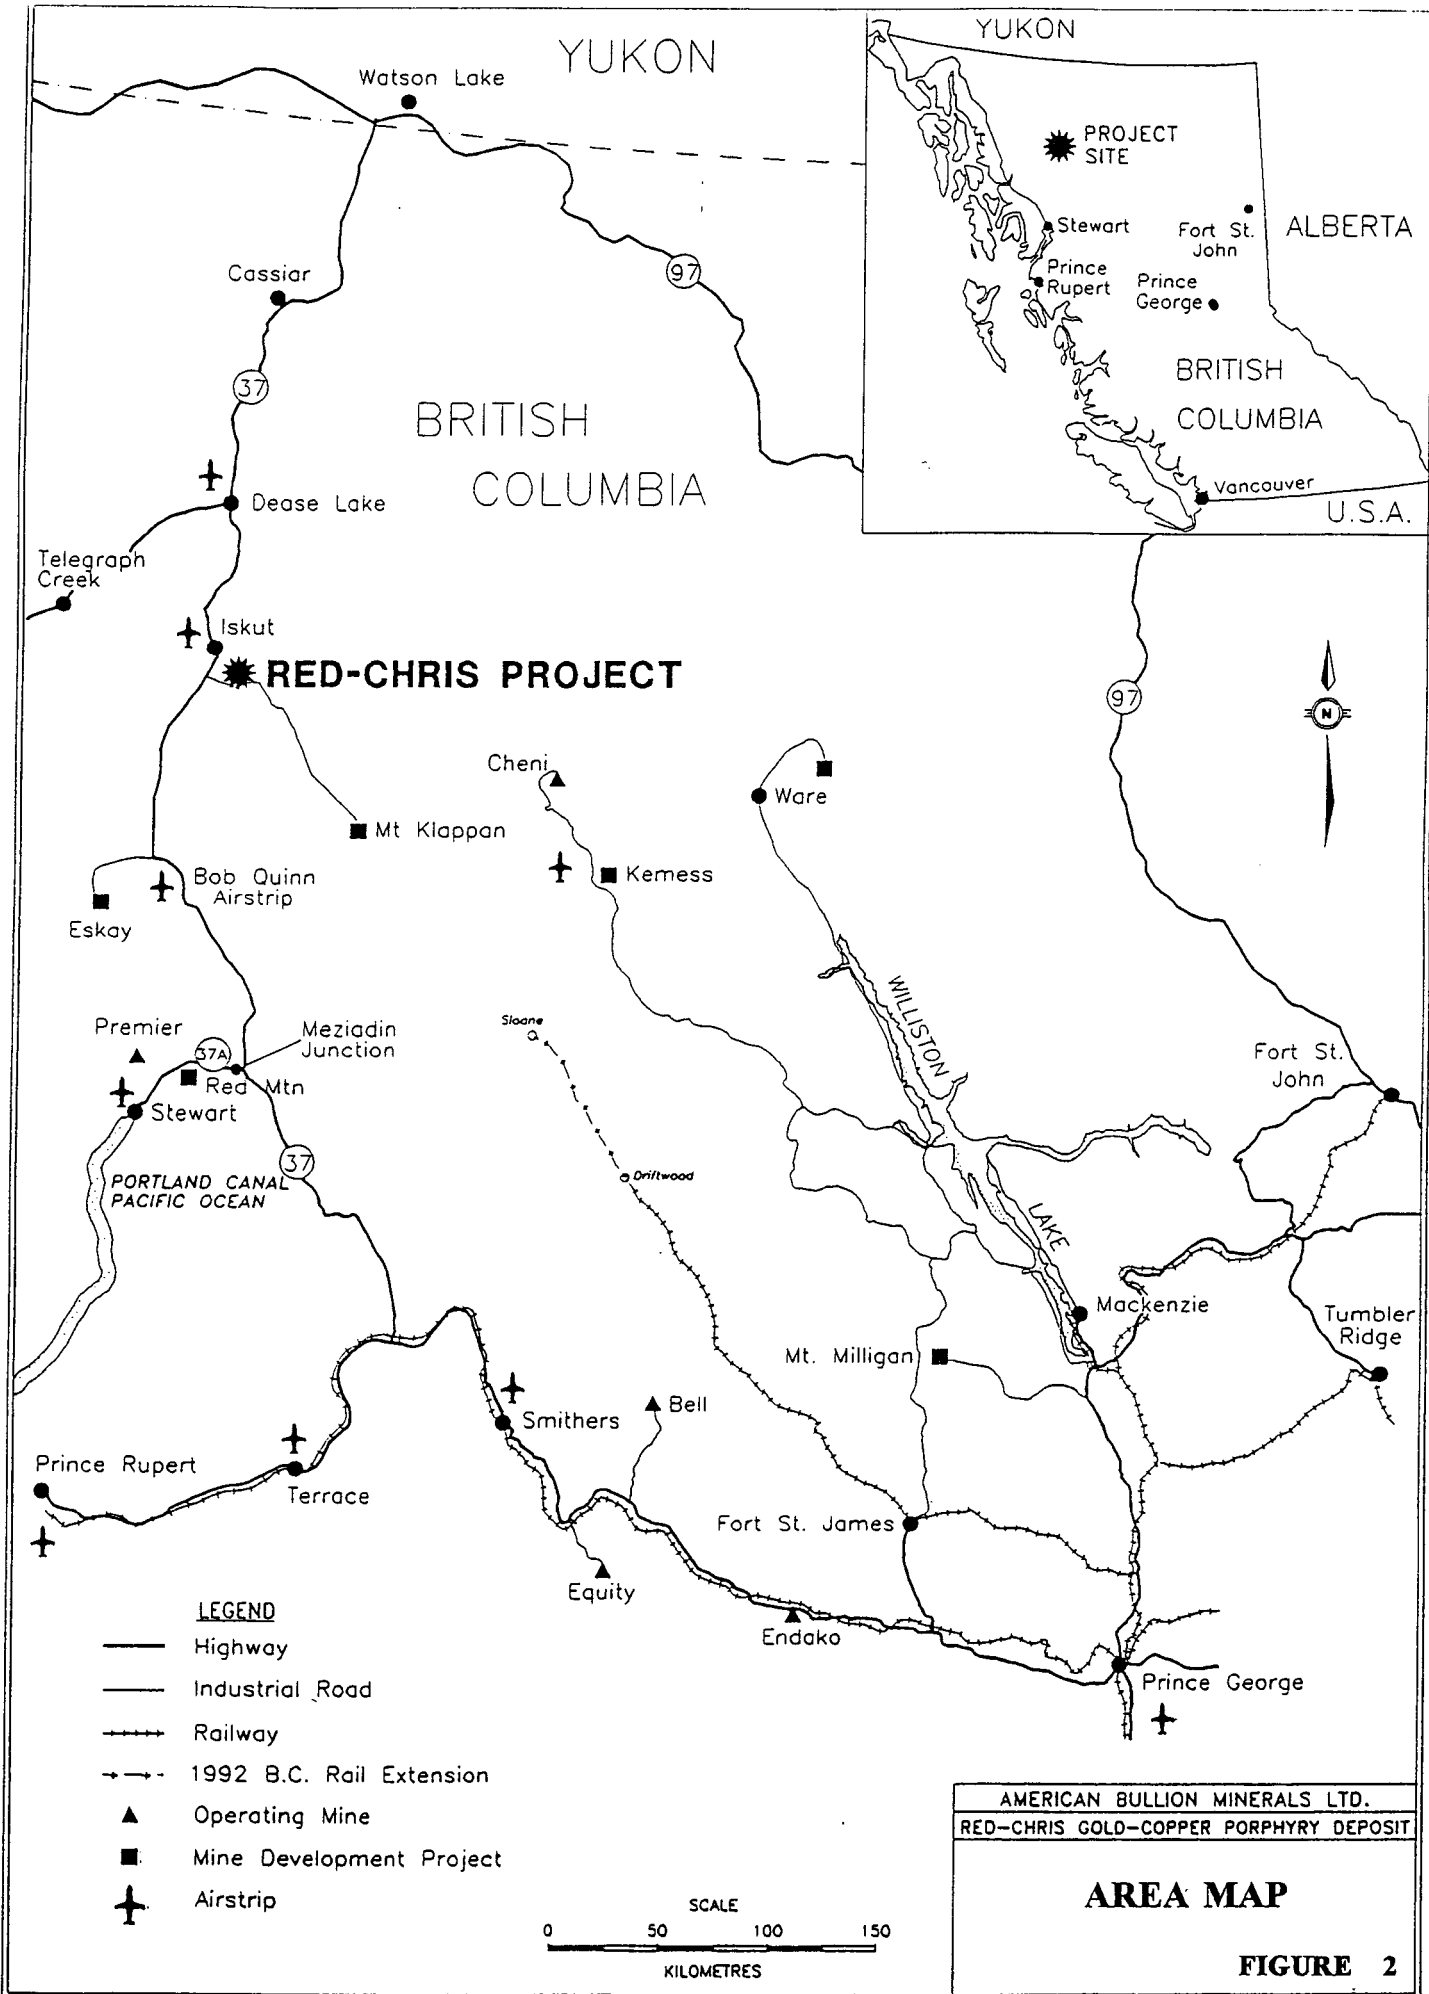 YUKON
Watson Lake
Cassiar
97
37
BRITISH
COLUMBIA
Dease Lake
Telegraph
Creek
Iskut
RED-CHRIS PROJECT
YUKON
PROJECT
SITE
Stewart
Fort St.
John
ALBERTA
Prince
Rupert
Prince
George
BRITISH
COLUMBIA
Vancouver
U.S.A.
97
N
Cheni
Ware
Mt Klappan
Kemess
Bob Quinn
Airstrip
Eskay
WILLISTON
LAKE
Sloane
Premier
37A
Meziadin
Junction
Red Mtn
Stewart
Fort St.
John
37
PORTLAND CANAL
PACIFIC OCEAN
Driftwood
Mackenzie
Tumbler
Ridge
Mt. Milligan
Bell
Smithers
Prince Rupert
Terrace
Fort St. James
Equity
Endako
Prince George
LEGEND
Highway
Industrial Road
Railway
1992 B.C. Rail Extension
Operating Mine
Mine Development Project
Airstrip
SCALE
0 50 100 150
KILOMETRES
AMERICAN BULLION MINERALS LTD.
RED-CHRIS GOLD-COPPER PORPHYRY DEPOSIT
AREA MAP
FIGURE 2